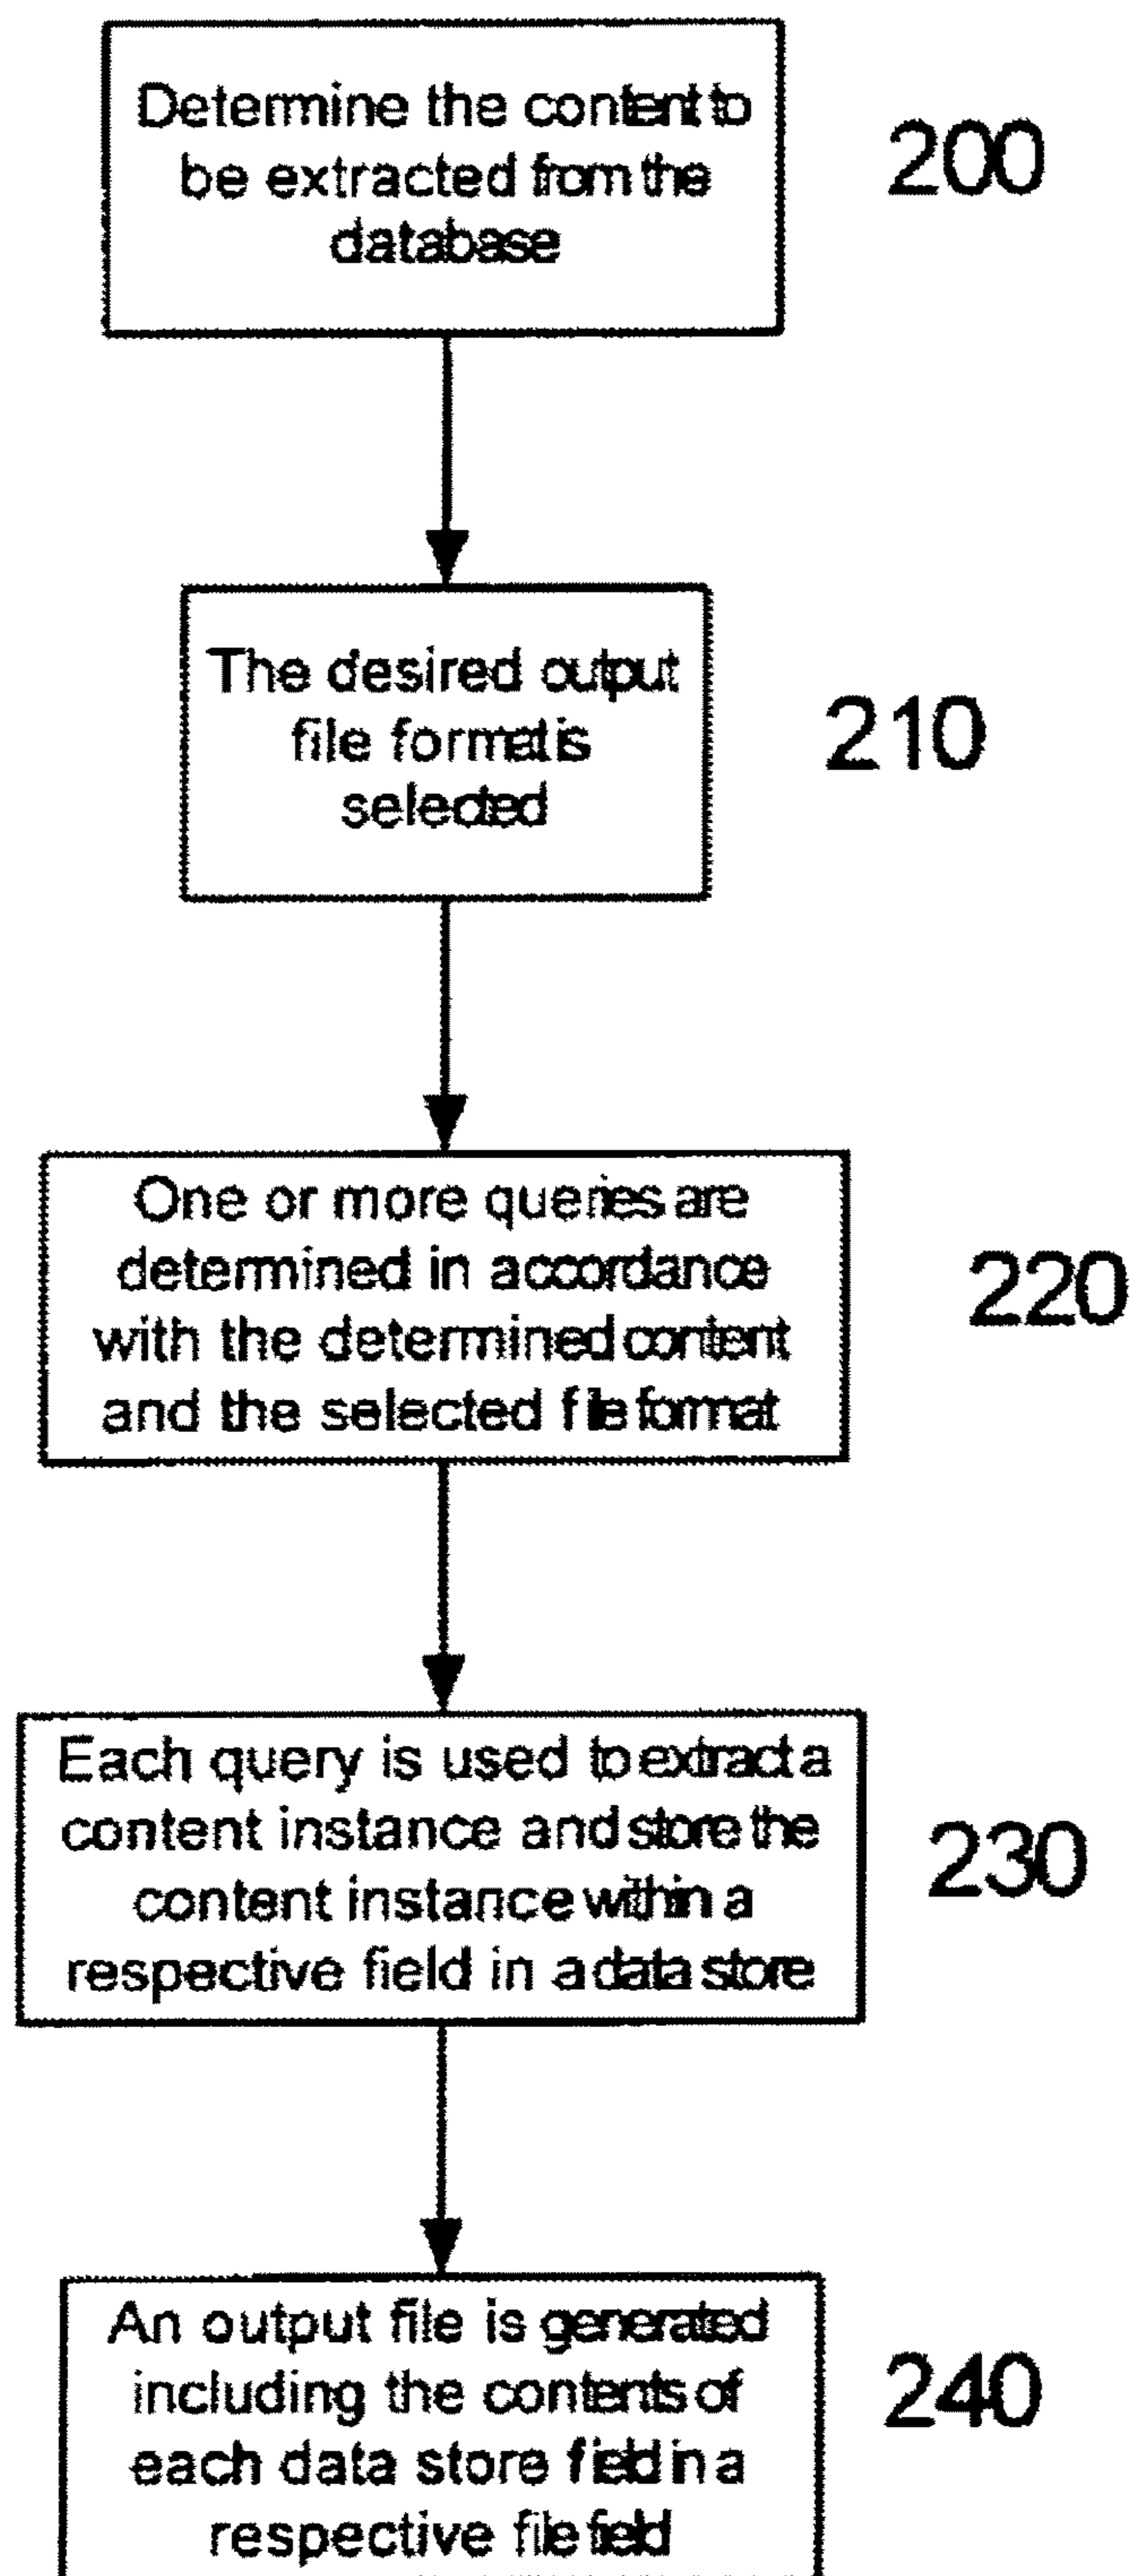 Determine the content to
be extracted from the
database
200
The desired output
file format is
selected
210
One or more queries are
determined in accordance
with the determined content
and the selected file format
220
Each query is used to extract a
content instance and store the
content instance within a
respective field in a data store
230
An output file is generated
including the contents of
each data store field in a
respective file field
240